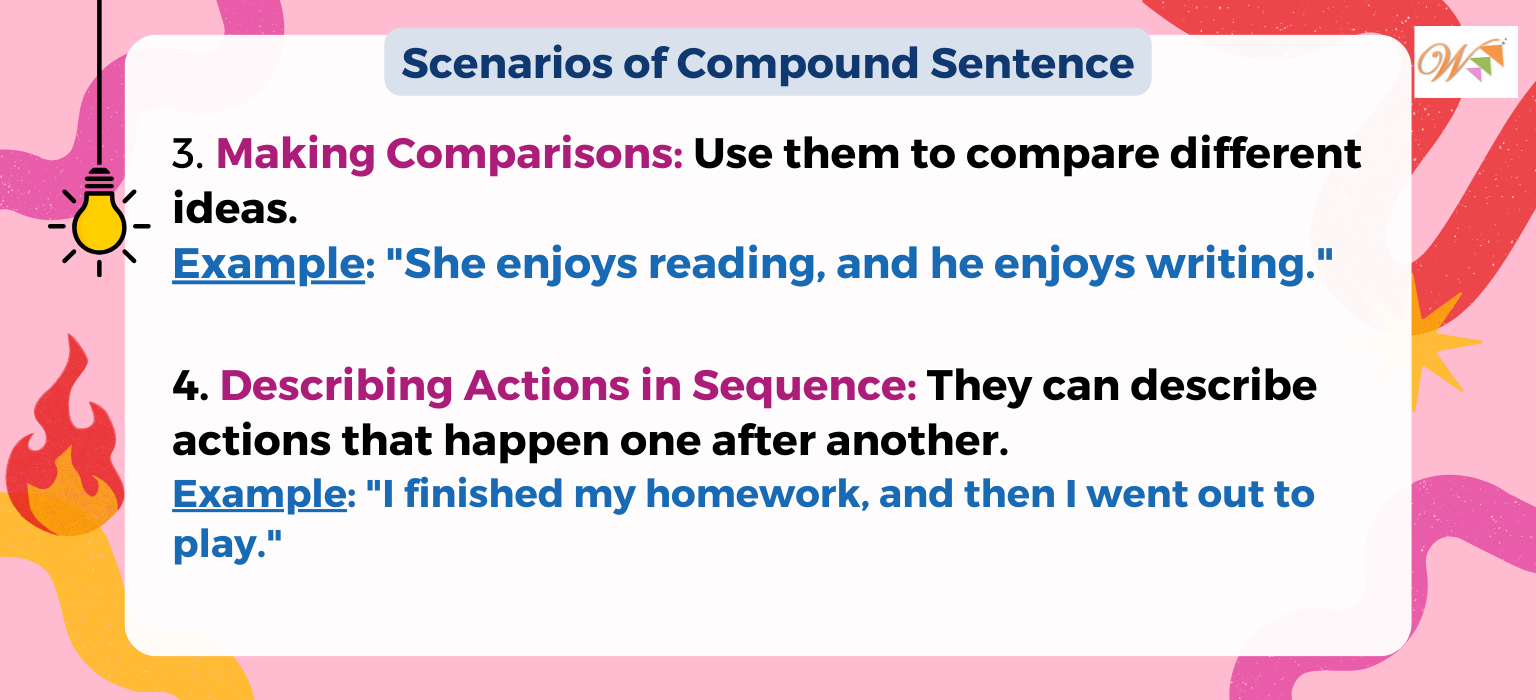 Scenarios of Compound Sentence
W
3. Making Comparisons: Use them to compare different
ideas.
Example: "She enjoys reading, and he enjoys writing."
4. Describing Actions in Sequence: They can describe
actions that happen one after another.
Example: "I finished my homework, and then I went out to
play."